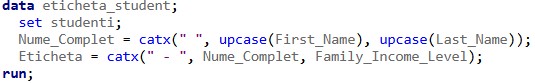 data eticheta_student;
set studenti;
Nume_Complet = catx(" ", upcase(First_Name), upcase(Last_Name));
Eticheta = catx(" - ", Nume_Complet, Family_Income_Level);
run;